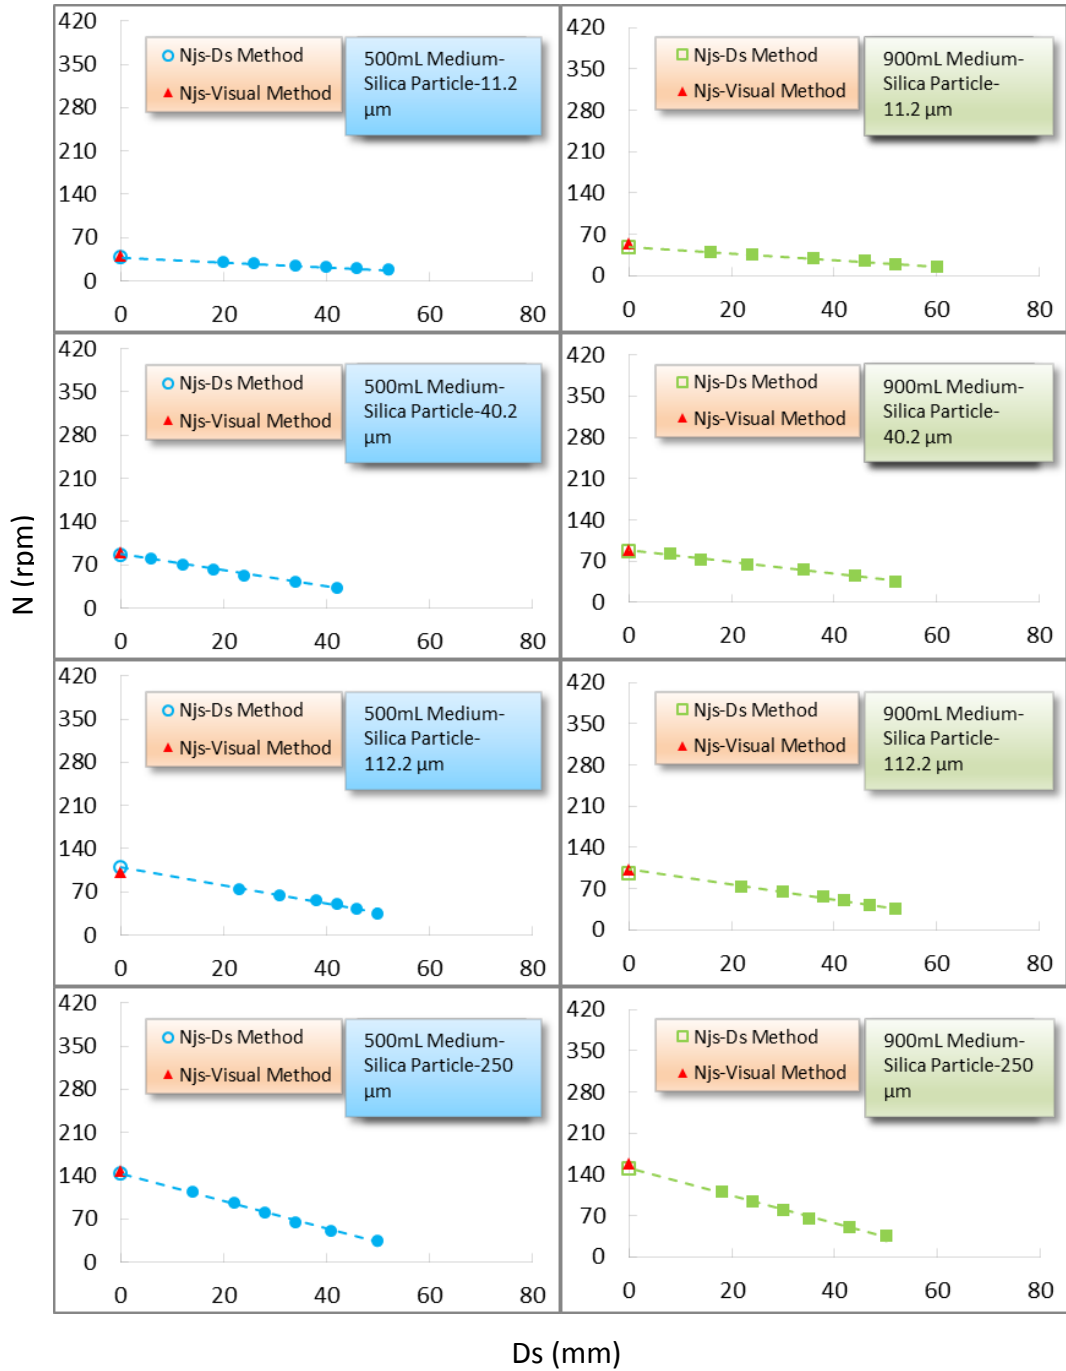 420
350
280
210
140
70
0
0 20 40 60 80
Njs-Ds Method
Njs-Visual Method
500mL Medium-
Silica Particle-11.2
µm
420
350
280
210
140
70
0
0 20 40 60 80
Njs-Ds Method
Njs-Visual Method
900mL Medium-
Silica Particle-
11.2 µm
420
350
280
210
140
70
0
0 20 40 60 80
Njs-Ds Method
Njs-Visual Method
500mL Medium-
Silica Particle-40.2
µm
420
350
280
210
140
70
0
0 20 40 60 80
Njs-Ds Method
Njs-Visual Method
900mL Medium-
Silica Particle-
40.2 µm
N (rpm)
420
350
280
210
140
70
0
0 20 40 60 80
Njs-Ds Method
Njs-Visual Method
500mL Medium-
Silica Particle-
112.2 µm
420
350
280
210
140
70
0
0 20 40 60 80
Njs-Ds Method
Njs-Visual Method
900mL Medium-
Silica Particle-
112.2 µm
420
350
280
210
140
70
0
0 20 40 60 80
Njs-Ds Method
Njs-Visual Method
500mL Medium-
Silica Particle-250
µm
420
350
280
210
140
70
0
0 20 40 60 80
Njs-Ds Method
Njs-Visual Method
900mL Medium-
Silica Particle-250
µm
Ds (mm)